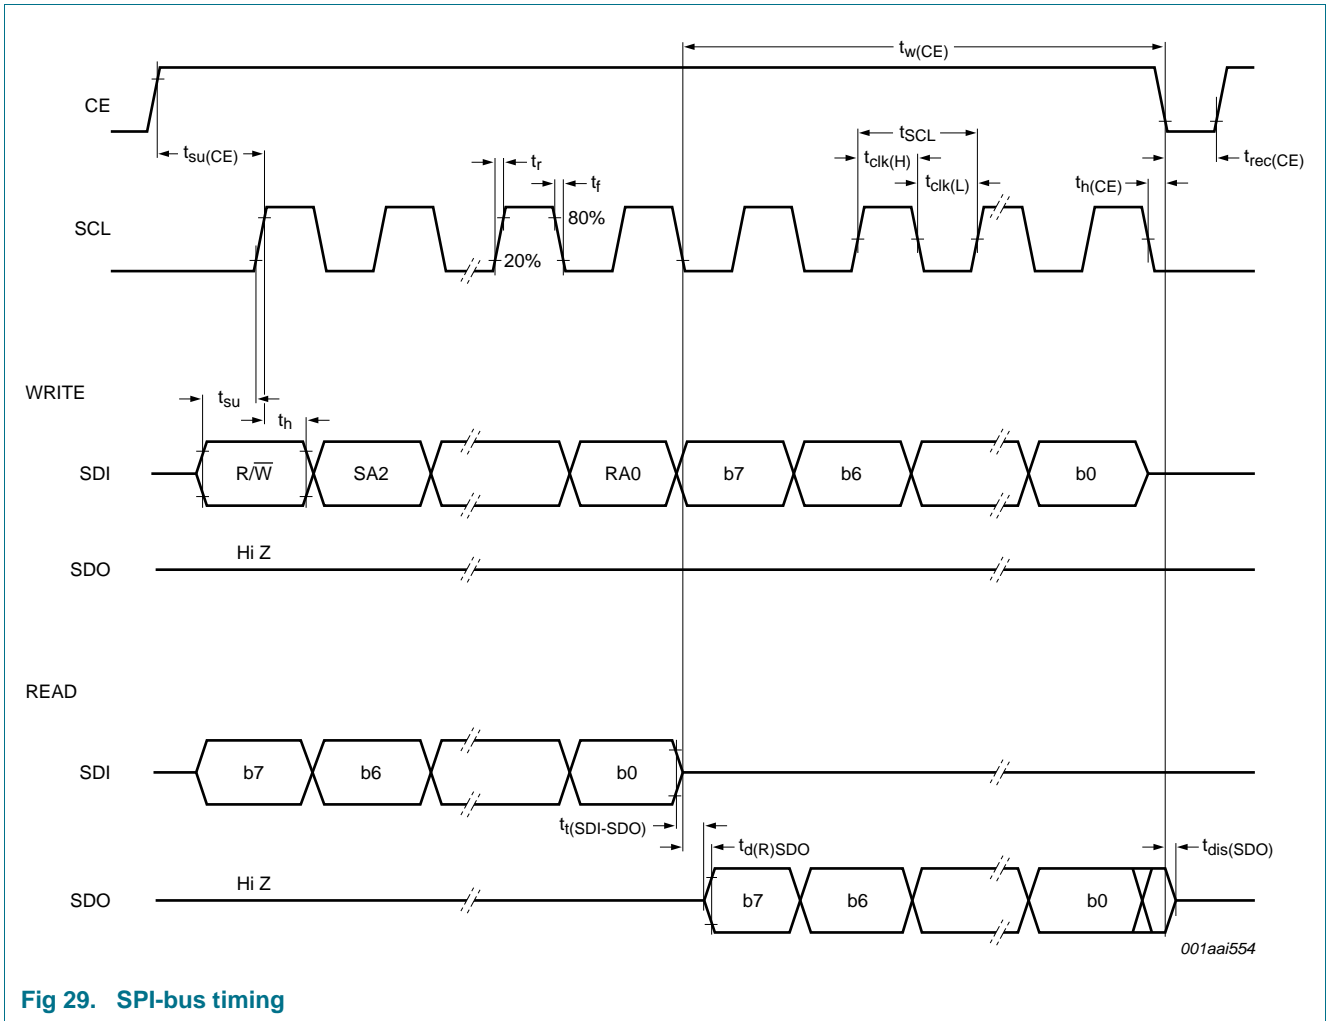 tw(CE)
CE
tSCL
tsu(CE)
tr
tclk(H)
trec(CE)
tf
tclk(L)
th(CE)
SCL
80%
20%
WRITE
tsu
th
SDI
R/W̅
SA2
RA0
b7
b6
b0
SDO
Hi Z
READ
SDI
b7
b6
b0
tt(SDI-SDO)
td(R)SDO
tdis(SDO)
SDO
Hi Z
b7
b6
b0
001aai554
Fig 29. SPI-bus timing